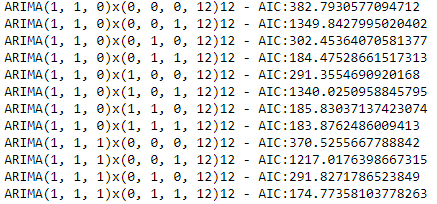 ARIMA(1, 1, 0)x(0, 0, 0, 12)12 - AIC:382.7930577094712
ARIMA(1, 1, 0)x(0, 0, 1, 12)12 - AIC:1349.8427995020402
ARIMA(1, 1, 0)x(0, 1, 0, 12)12 - AIC:302.45364070581377
ARIMA(1, 1, 0)x(0, 1, 1, 12)12 - AIC:184.47528661517313
ARIMA(1, 1, 0)x(1, 0, 0, 12)12 - AIC:291.3554690920168
ARIMA(1, 1, 0)x(1, 0, 1, 12)12 - AIC:1340.0250958845795
ARIMA(1, 1, 0)x(1, 1, 0, 12)12 - AIC:185.83037137423074
ARIMA(1, 1, 0)x(1, 1, 1, 12)12 - AIC:183.8762486009413
ARIMA(1, 1, 1)x(0, 0, 0, 12)12 - AIC:370.5255667788842
ARIMA(1, 1, 1)x(0, 0, 1, 12)12 - AIC:1217.0176398667315
ARIMA(1, 1, 1)x(0, 1, 0, 12)12 - AIC:291.8271786523849
ARIMA(1, 1, 1)x(0, 1, 1, 12)12 - AIC:174.77358103778263